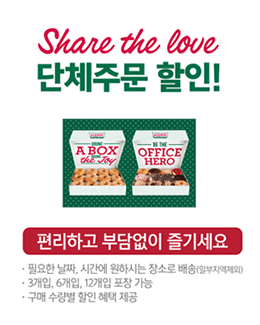 Share the love
단체주문 할인!
SHARE
A BOX
the Joy
BE THE
OFFICE
HERO
편리하고 부담없이 즐기세요
· 필요한 날짜, 시간에 원하시는 장소로 배송(일부지역제외)
· 3개입, 6개입, 12개입 포장 가능
· 구매 수량별 할인 혜택 제공